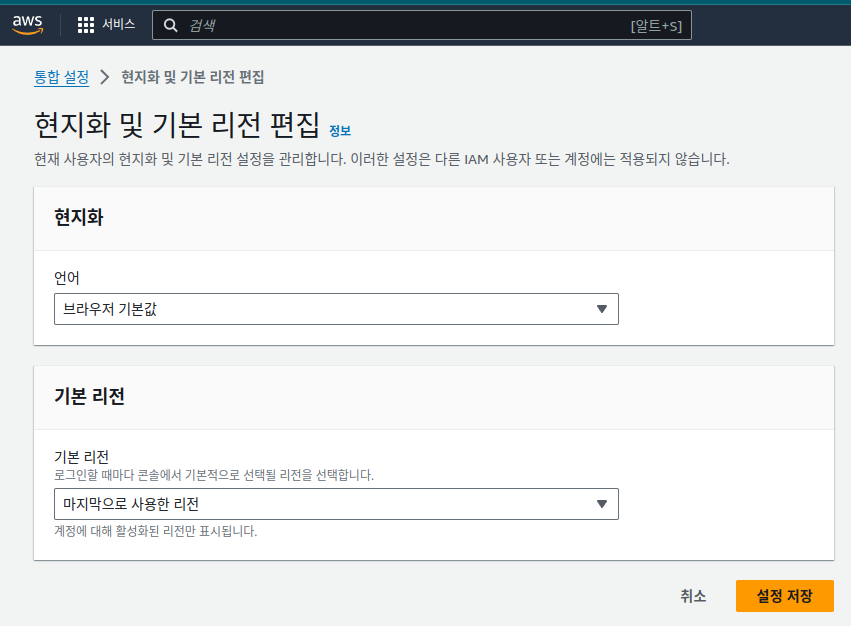 aws 서비스 검색 [알트+S]
통합 설정 현지화 및 기본 리전 편집
현지화 및 기본 리전 편집 정보
현재 사용자의 현지화 및 기본 리전 설정을 관리합니다. 이러한 설정은 다른 IAM 사용자 또는 계정에는 적용되지 않습니다.
현지화
언어
브라우저 기본값
기본 리전
기본 리전
로그인할 때마다 콘솔에서 기본적으로 선택될 리전을 선택합니다.
마지막으로 사용한 리전
계정에 대해 활성화된 리전만 표시됩니다.
취소 설정 저장